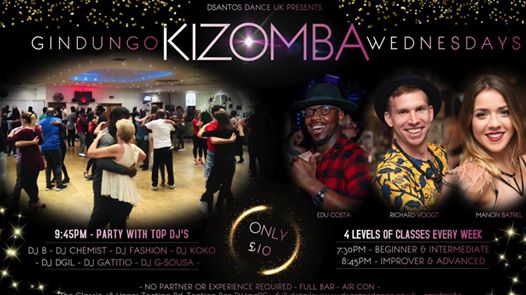 DSANTOS DANCE UK PRESENTS
GINDUNGO KIZOMBA WEDNESDAYS
EDU COSTA
RICHARD VOOGT
MANON BATREL
9:45PM - PARTY WITH TOP DJ'S
DJ B - DJ CHEMIST - DJ FASHION - DJ KOKO
- DJ DGIL - DJ GATITIO - DJ G-SOUSA -
ONLY
£10
4 LEVELS OF CLASSES EVERY WEEK
7:30PM - BEGINNER & INTERMEDIATE
8:45PM - IMPROVER & ADVANCED
- NO PARTNER OR EXPERIENCE REQUIRED - FULL BAR - AIR CON -